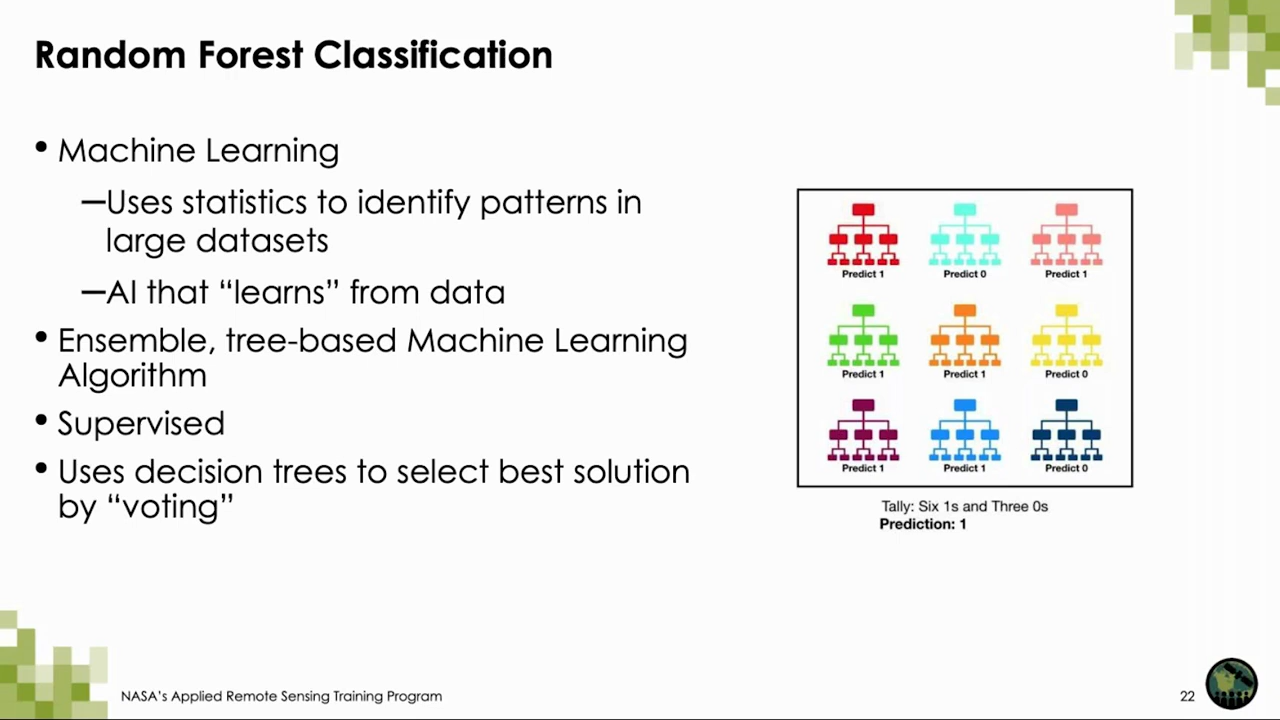 Random Forest Classification
• Machine Learning
—Uses statistics to identify patterns in
large datasets
—AI that “learns” from data
• Ensemble, tree-based Machine Learning
Algorithm
• Supervised
• Uses decision trees to select best solution
by “voting”
Predict 1
Predict 0
Predict 1
Predict 1
Predict 1
Predict 0
Predict 1
Predict 1
Predict 0
Tally: Six 1s and Three 0s
Prediction: 1
NASA’s Applied Remote Sensing Training Program
22